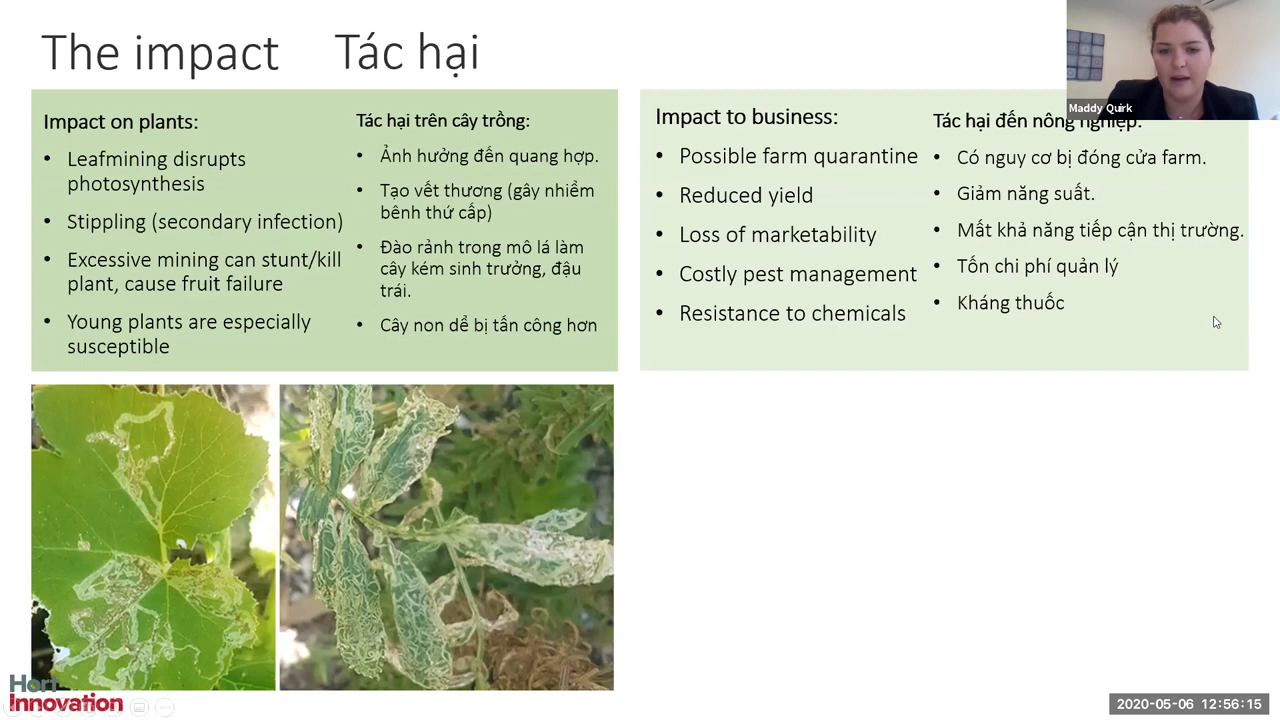 The impact Tác hại
Impact on plants:
• Leafmining disrupts
photosynthesis
• Stippling (secondary infection)
• Excessive mining can stunt/kill
plant, cause fruit failure
• Young plants are especially
susceptible
Tác hại trên cây trồng:
• Ảnh hưởng đến quang hợp.
• Tạo vết thương (gây nhiềm
bênh thứ cấp)
• Đào rảnh trong mô lá làm
cây kém sinh trưởng, đậu
trái.
• Cây non dể bị tấn công hơn
Impact to business:
• Possible farm quarantine
• Reduced yield
• Loss of marketability
• Costly pest management
• Resistance to chemicals
Tác hại đến nông nghiệp:
• Có nguy cơ bị đóng cửa farm.
• Giảm năng suất.
• Mất khả năng tiếp cận thị trường.
• Tốn chi phí quản lý
• Kháng thuốc
Maddy Quirk
Hort
Innovation
2020-05-06 12:56:15